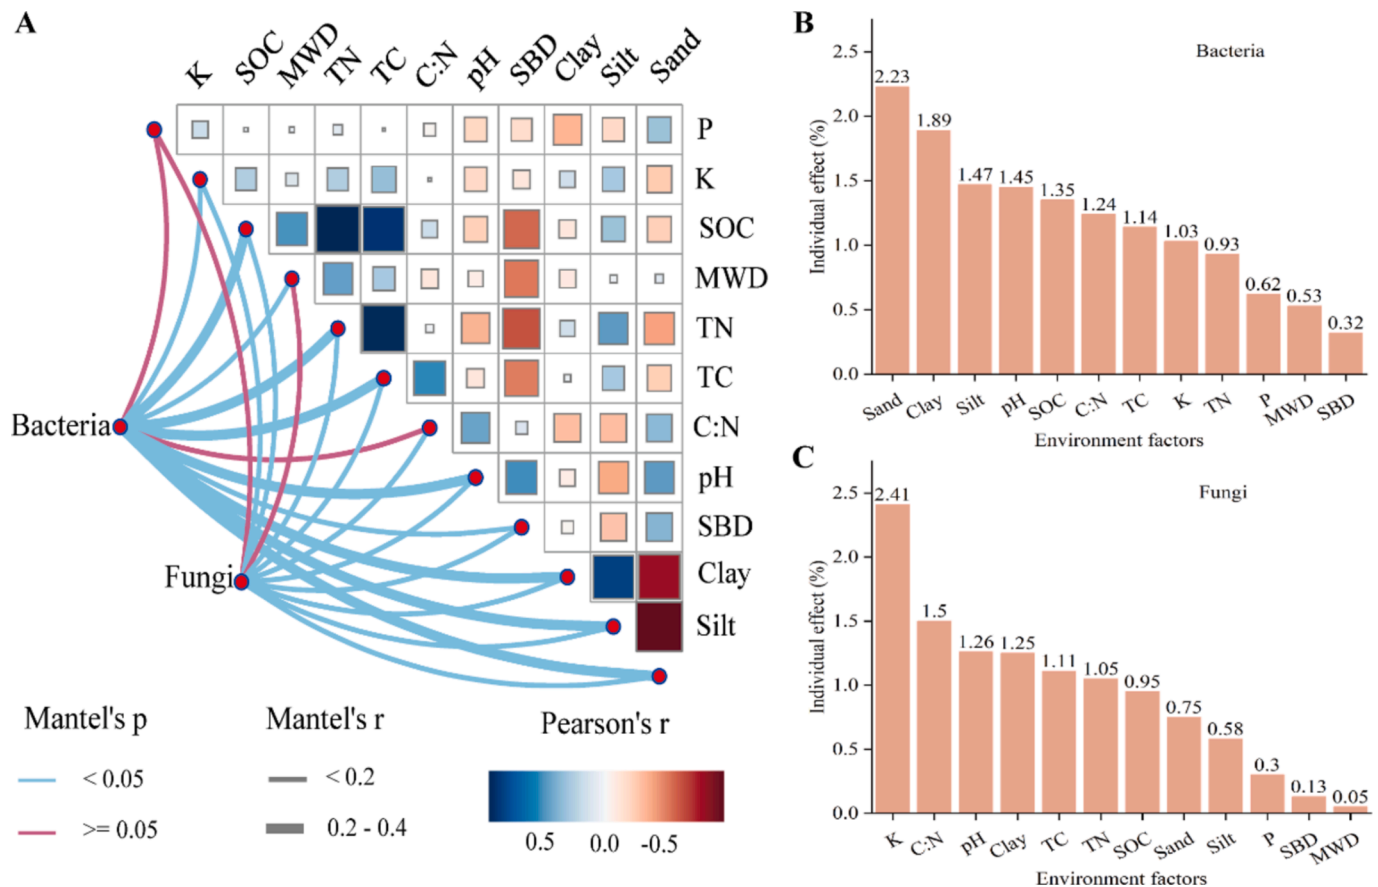 A
K SOC MWD TN TC C:N pH SBD Clay Silt Sand
P
K
SOC
MWD
TN
TC
C:N
pH
SBD
Clay
Silt
Bacteria
Fungi
Mantel's p
< 0.05
>= 0.05
Mantel's r
< 0.2
0.2 - 0.4
Pearson's r
0.5 0.0 -0.5
B
Bacteria
Individual effect (%)
2.5
2.0
1.5
1.0
0.5
0.0
2.23 1.89 1.47 1.45 1.35 1.24 1.14 1.03 0.93 0.62 0.53 0.32
Sand Clay Silt pH SOC C:N TC K TN P MWD SBD
Environment factors
C
Fungi
Individual effect (%)
2.5
2.0
1.5
1.0
0.5
0.0
2.41 1.5 1.26 1.25 1.11 1.05 0.95 0.75 0.58 0.3 0.13 0.05
K C:N pH Clay TC TN SOC Sand Silt P SBD MWD
Environment factors